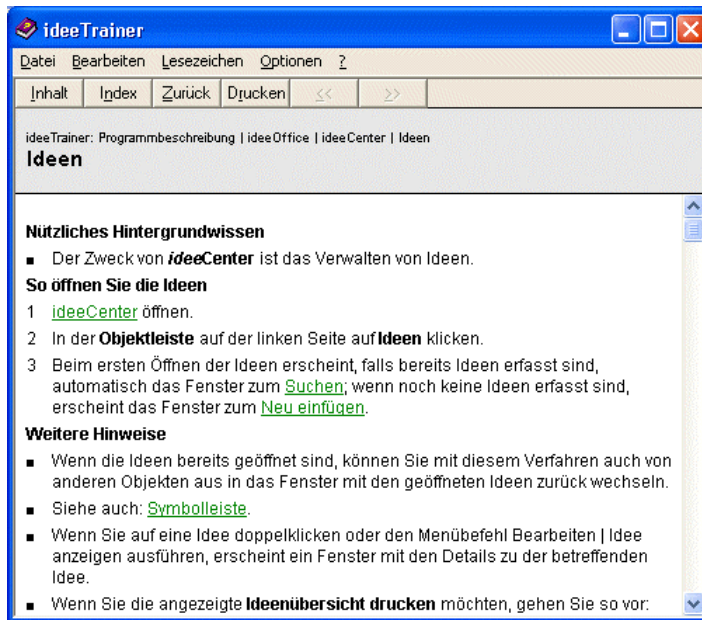 ideeTrainer
Datei Bearbeiten Lesezeichen Optionen ?
Inhalt Index Zurück Drucken << >>
ideeTrainer: Programmbeschreibung | ideeOffice | ideeCenter | Ideen
Ideen
Nützliches Hintergrundwissen
▪ Der Zweck von ideeCenter ist das Verwalten von Ideen.
So öffnen Sie die Ideen
1 ideeCenter öffnen.
2 In der Objektleiste auf der linken Seite auf Ideen klicken.
3 Beim ersten Öffnen der Ideen erscheint, falls bereits Ideen erfasst sind,
automatisch das Fenster zum Suchen; wenn noch keine Ideen erfasst sind,
erscheint das Fenster zum Neu einfügen.
Weitere Hinweise
▪ Wenn die Ideen bereits geöffnet sind, können Sie mit diesem Verfahren auch von
anderen Objekten aus in das Fenster mit den geöffneten Ideen zurück wechseln.
▪ Siehe auch: Symbolleiste.
▪ Wenn Sie auf eine Idee doppelklicken oder den Menübefehl Bearbeiten | Idee
anzeigen ausführen, erscheint ein Fenster mit den Details zu der betreffenden
Idee.
▪ Wenn Sie die angezeigte Ideenübersicht drucken möchten, gehen Sie so vor: